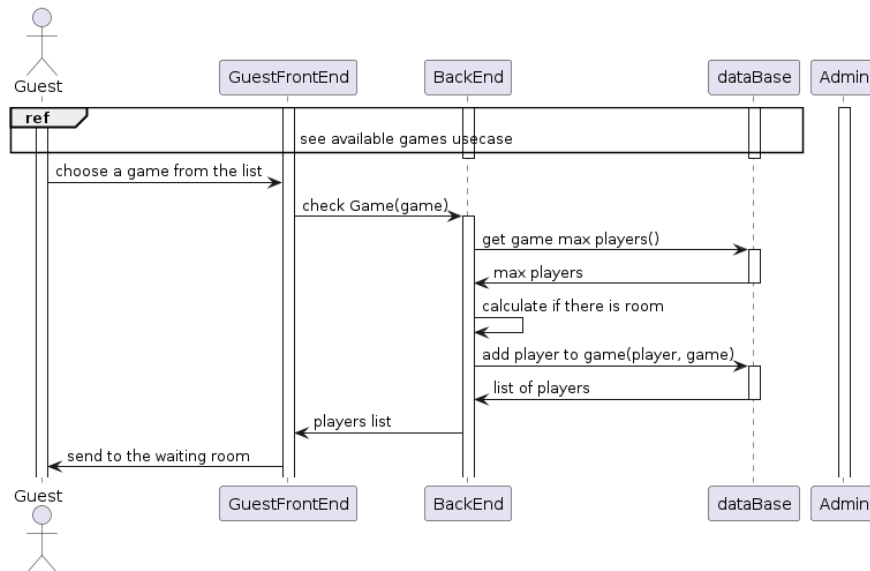 Guest
GuestFrontEnd
BackEnd
dataBase
Admin
ref
see available games usecase
choose a game from the list
check Game(game)
get game max players()
max players
calculate if there is room
add player to game(player, game)
list of players
players list
send to the waiting room
Guest
GuestFrontEnd
BackEnd
dataBase
Admin